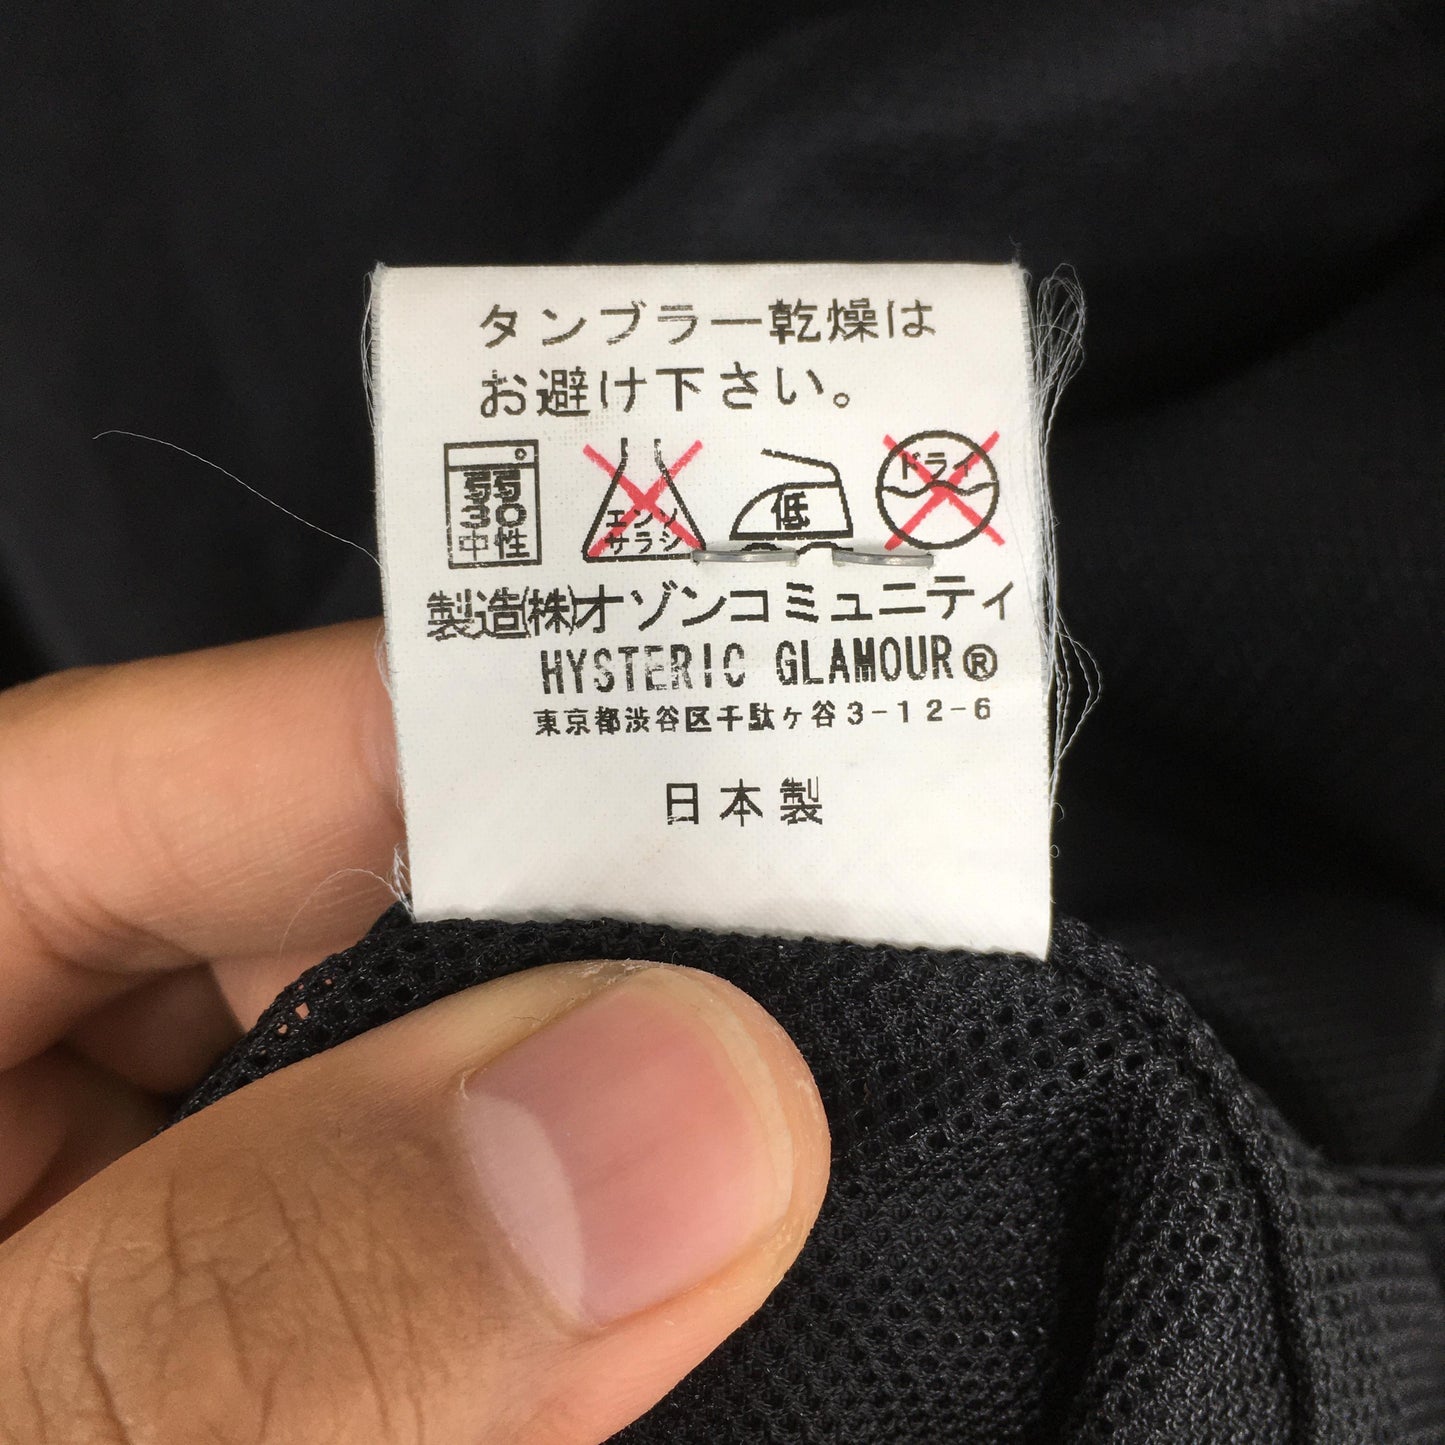 タンブラー乾燥は
お避け下さい。
弱
30
中性
エンソ
サラシ
低
ドライ
製造(株)オゾンコミュニティ
HYSTERIC GLAMOUR®
東京都渋谷区千駄ヶ谷3-12-6
日本製